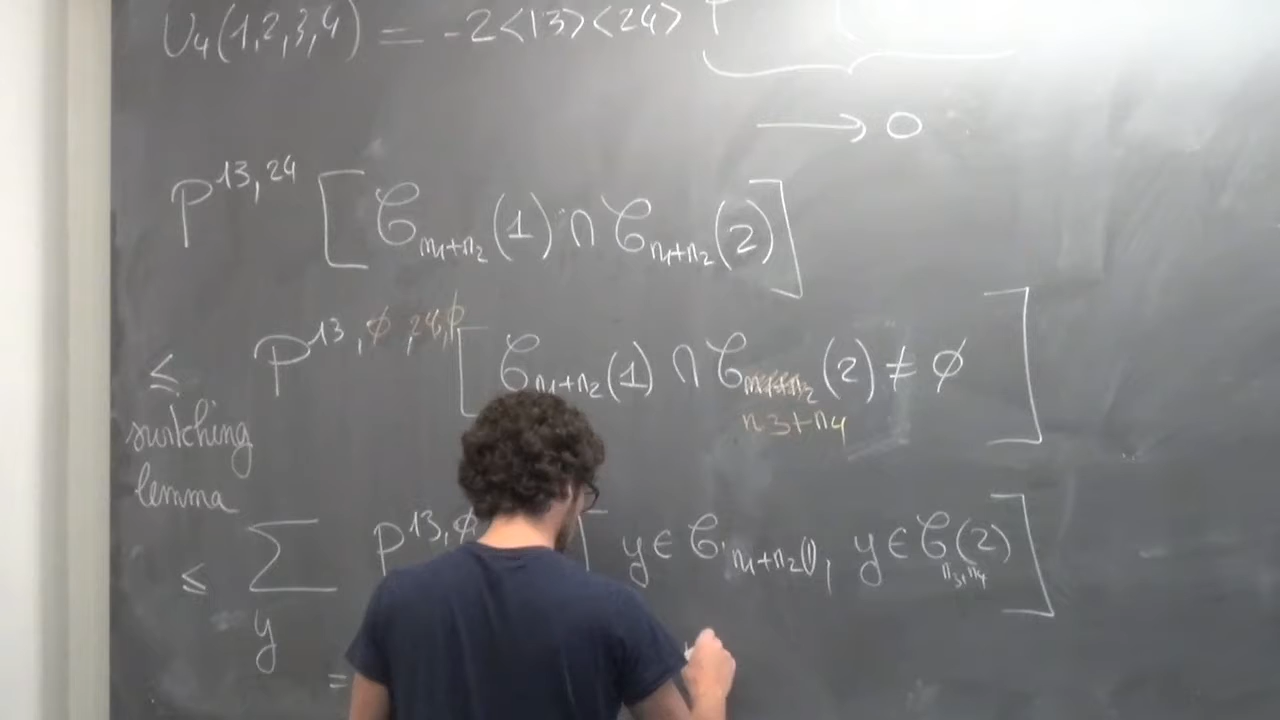 U₄(1,2,3,4) = -2<13><24>
→ 0
P^{13,24} [ 𝒞_{n₁+n₂}(1) ∩ 𝒞_{n₁+n₂}(2) ]
≤ P^{13,∅,24,∅} [ 𝒞_{n₁+n₂}(1) ∩ 𝒞_{n₃+n₄}(2) ≠ ∅ ]
switching
lemma
≤ ∑_y P^{13,∅ [ y ∈ 𝒞_{n₁+n₂}(1), y ∈ 𝒞_{n₃,n₄}(2) ]
=